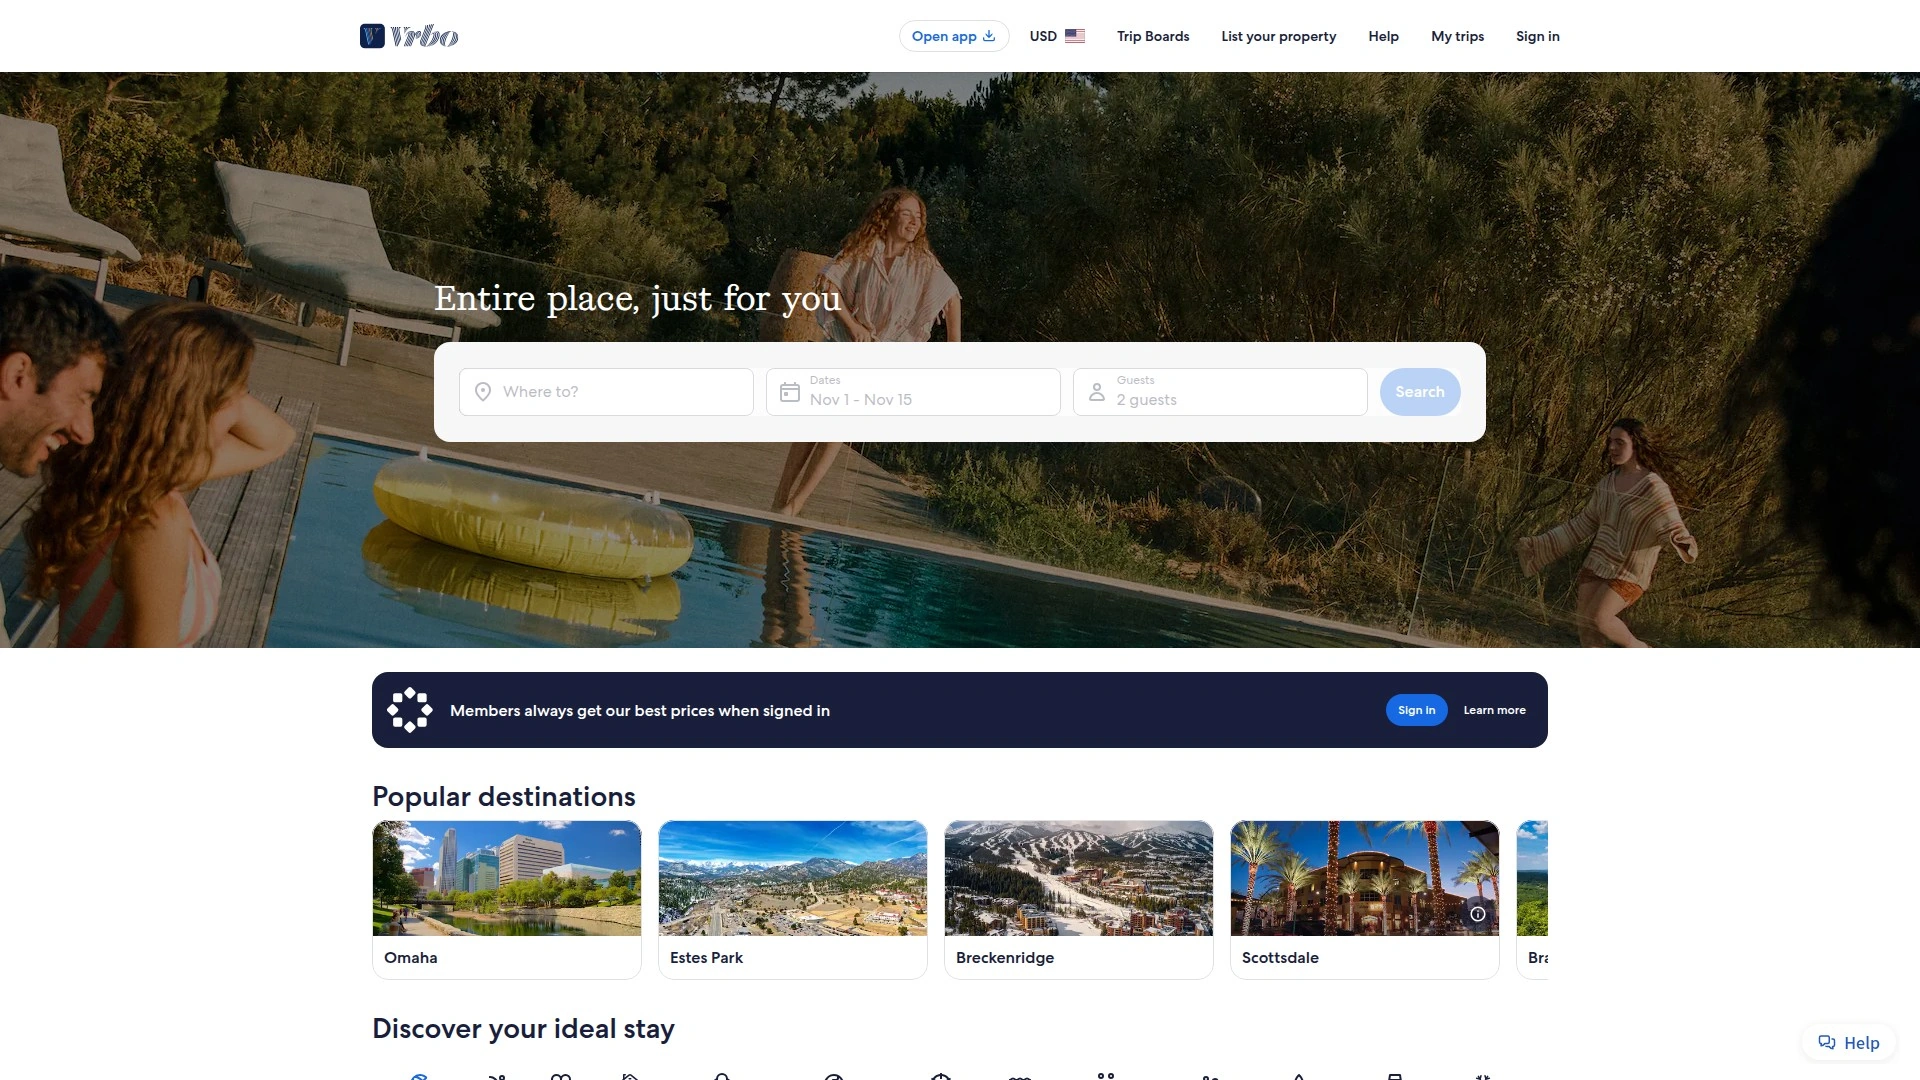 Vrbo
Open app
USD
Trip Boards
List your property
Help
My trips
Sign in
Entire place, just for you
Where to?
Dates
Nov 1 - Nov 15
Guests
2 guests
Search
Members always get our best prices when signed in
Sign in
Learn more
Popular destinations
Omaha
Estes Park
Breckenridge
Scottsdale
Bra
Discover your ideal stay
Help